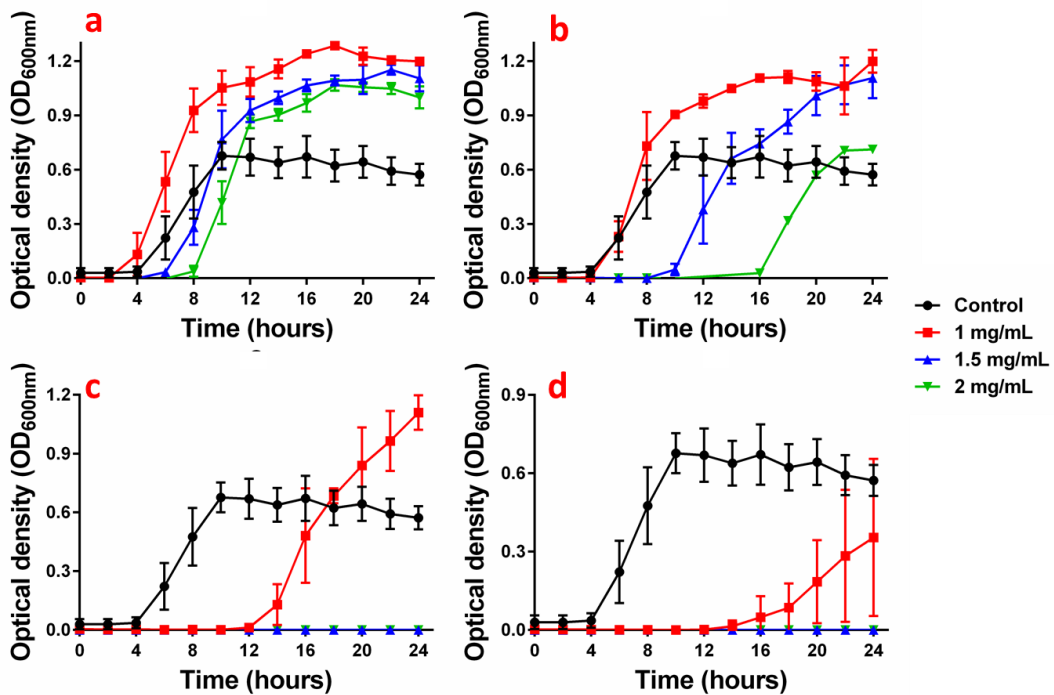 a
Optical density (OD600nm)
1.2
0.9
0.6
0.3
0.0
0 4 8 12 16 20 24
Time (hours)
b
Optical density (OD600nm)
1.2
0.9
0.6
0.3
0.0
0 4 8 12 16 20 24
Time (hours)
Control
1 mg/mL
1.5 mg/mL
2 mg/mL
c
Optical density (OD600nm)
1.2
0.9
0.6
0.3
0.0
0 4 8 12 16 20 24
Time (hours)
d
Optical density (OD600nm)
0.9
0.6
0.3
0.0
0 4 8 12 16 20 24
Time (hours)